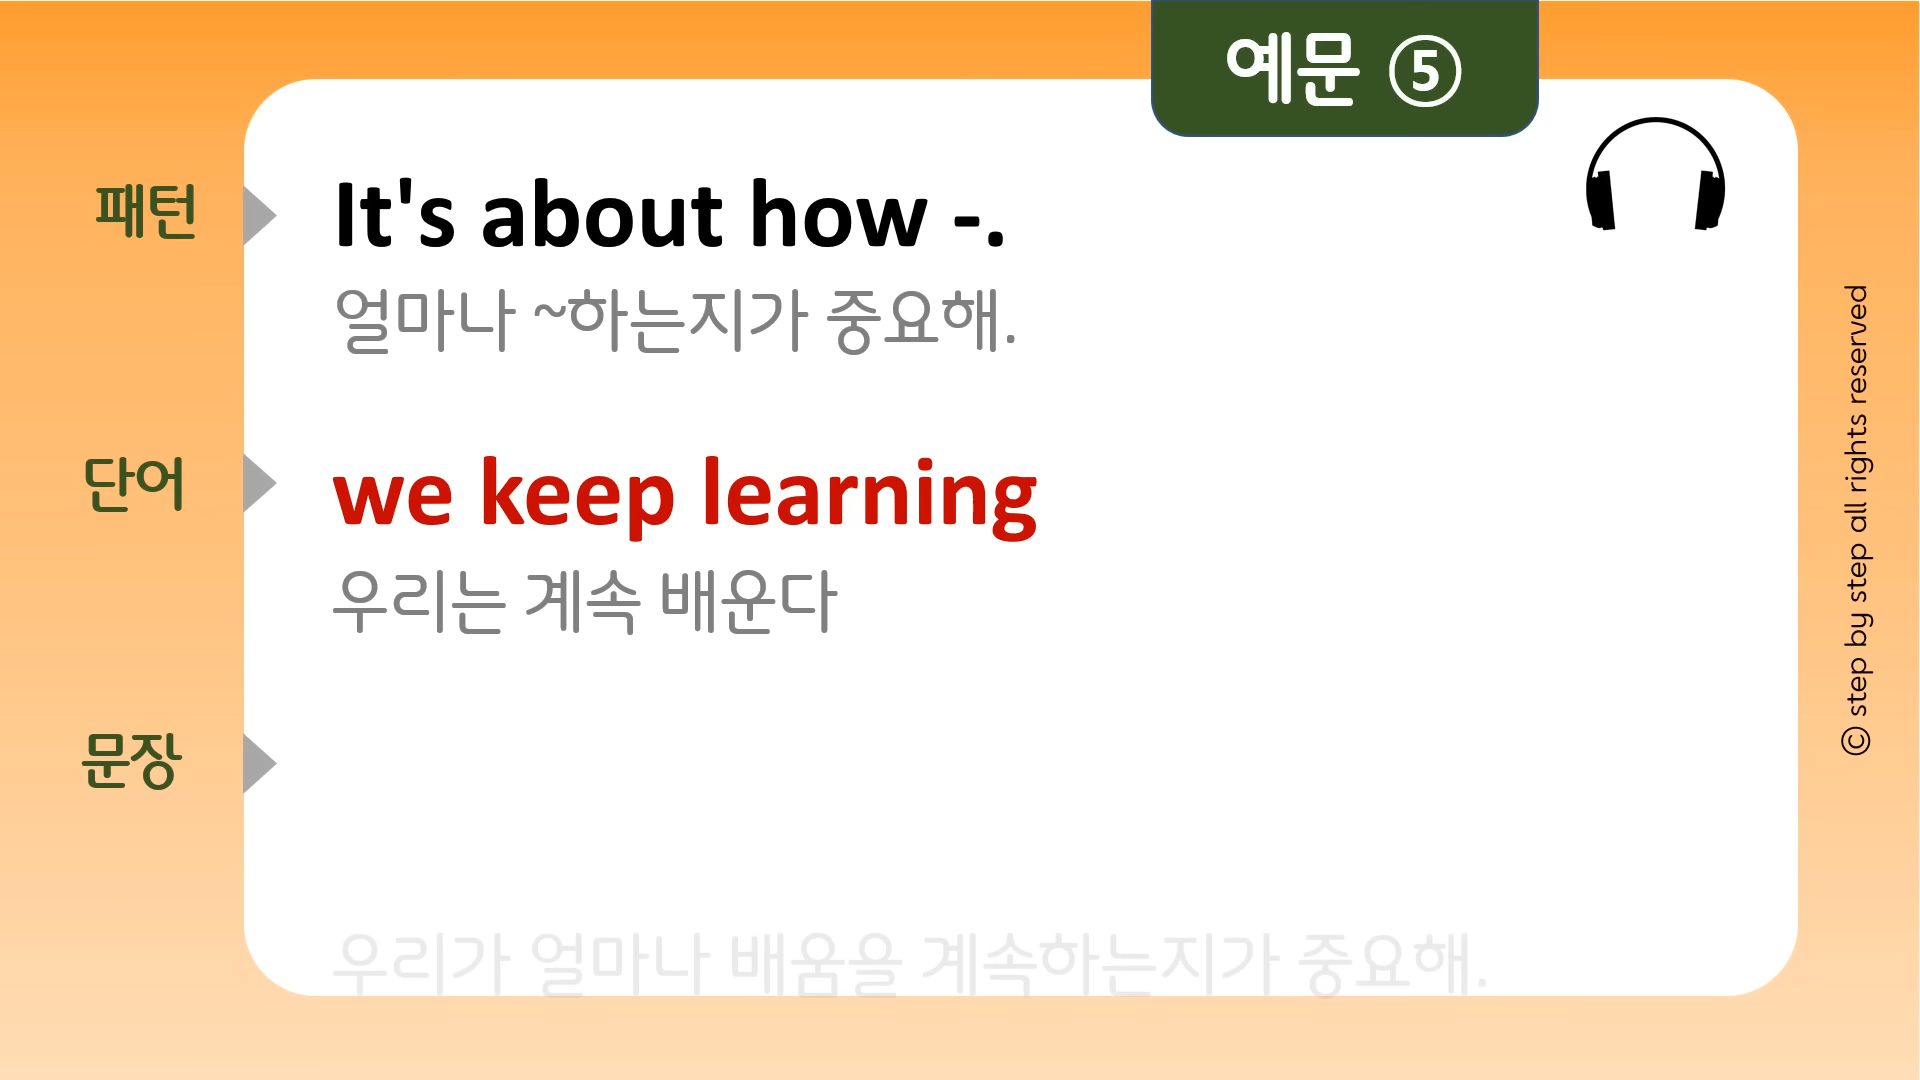 예문 ⑤
패턴
It's about how -.
얼마나 ~하는지가 중요해.
단어
we keep learning
우리는 계속 배운다
문장
우리가 얼마나 배움을 계속하는지가 중요해.
© step by step all rights reserved